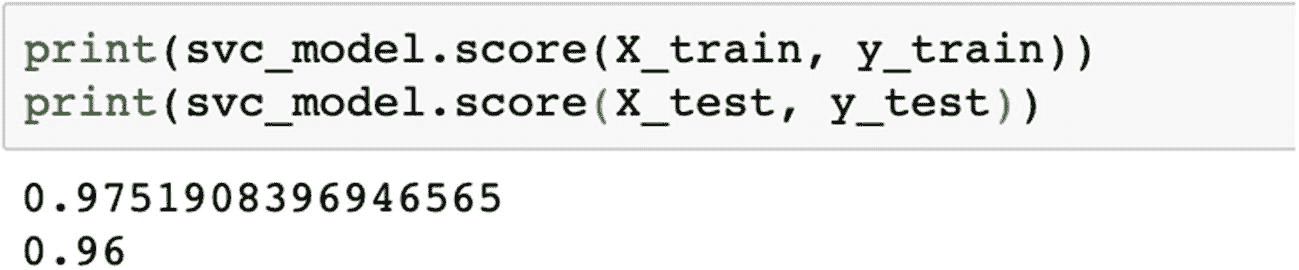 print(svc_model.score(X_train, y_train))
print(svc_model.score(X_test, y_test))
0.9751908396946565
0.96